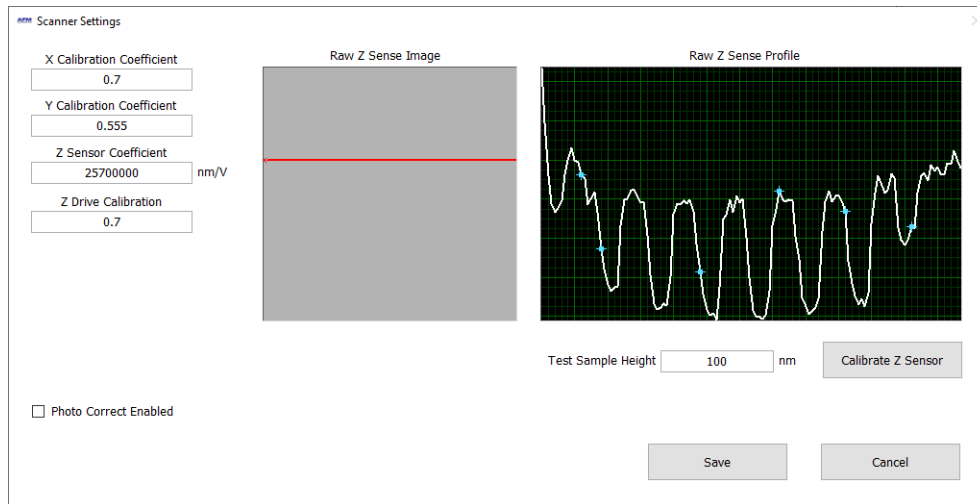 AFM Scanner Settings
X Calibration Coefficient
0.7
Y Calibration Coefficient
0.555
Z Sensor Coefficient
25700000 nm/V
Z Drive Calibration
0.7
Raw Z Sense Image
Raw Z Sense Profile
Test Sample Height 100 nm Calibrate Z Sensor
Photo Correct Enabled
Save Cancel